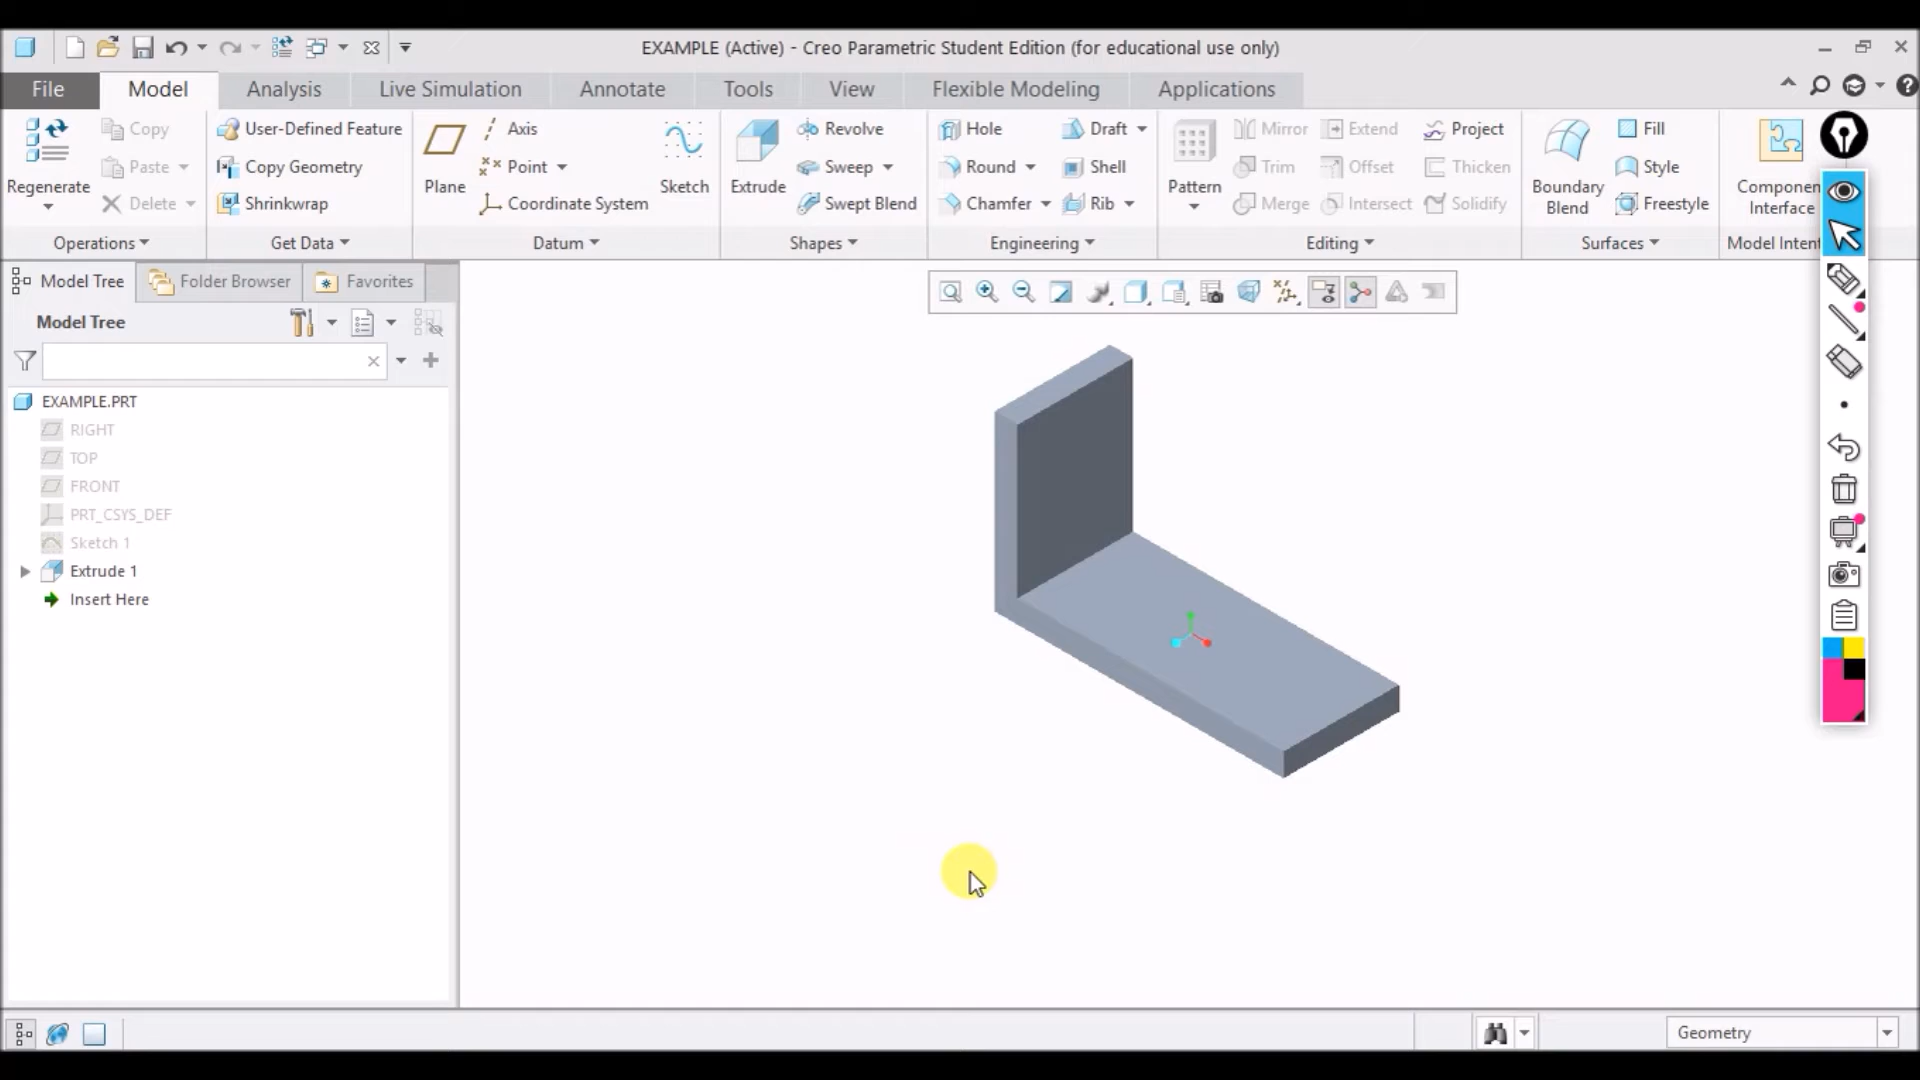 EXAMPLE (Active) - Creo Parametric Student Edition (for educational use only)
File
Model
Analysis
Live Simulation
Annotate
Tools
View
Flexible Modeling
Applications
Regenerate
Copy
Paste
Delete
Operations
User-Defined Feature
Copy Geometry
Shrinkwrap
Get Data
Plane
Axis
Point
Coordinate System
Sketch
Datum
Extrude
Revolve
Sweep
Swept Blend
Shapes
Hole
Round
Chamfer
Draft
Shell
Rib
Engineering
Pattern
Mirror
Trim
Merge
Extend
Offset
Intersect
Project
Thicken
Solidify
Editing
Boundary
Blend
Fill
Style
Freestyle
Surfaces
Componen
Interface
Model Inten
Model Tree
Folder Browser
Favorites
Model Tree
EXAMPLE.PRT
RIGHT
TOP
FRONT
PRT_CSYS_DEF
Sketch 1
Extrude 1
Insert Here
Geometry